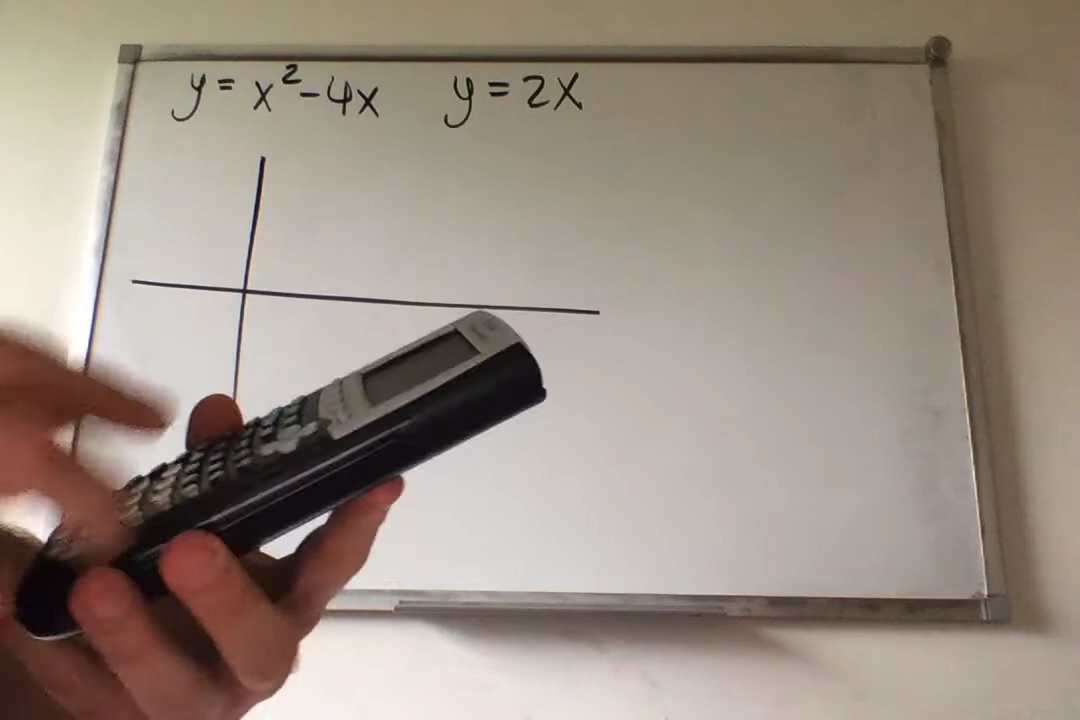 y = x² - 4x y = 2x